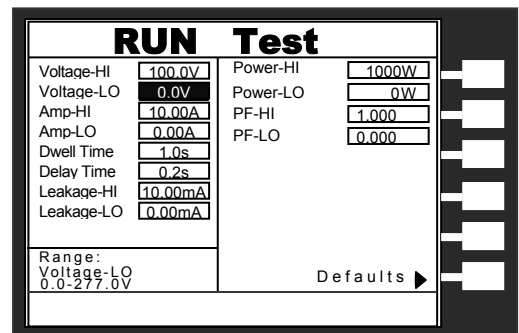 RUN Test
Voltage-HI 100.0V
Voltage-LO 0.0V
Amp-HI 10.00A
Amp-LO 0.00A
Dwell Time 1.0s
Delay Time 0.2s
Leakage-HI 10.00mA
Leakage-LO 0.00mA
Power-HI 1000W
Power-LO 0W
PF-HI 1.000
PF-LO 0.000
Range:
Voltage-LO
0.0-277.0V
Defaults